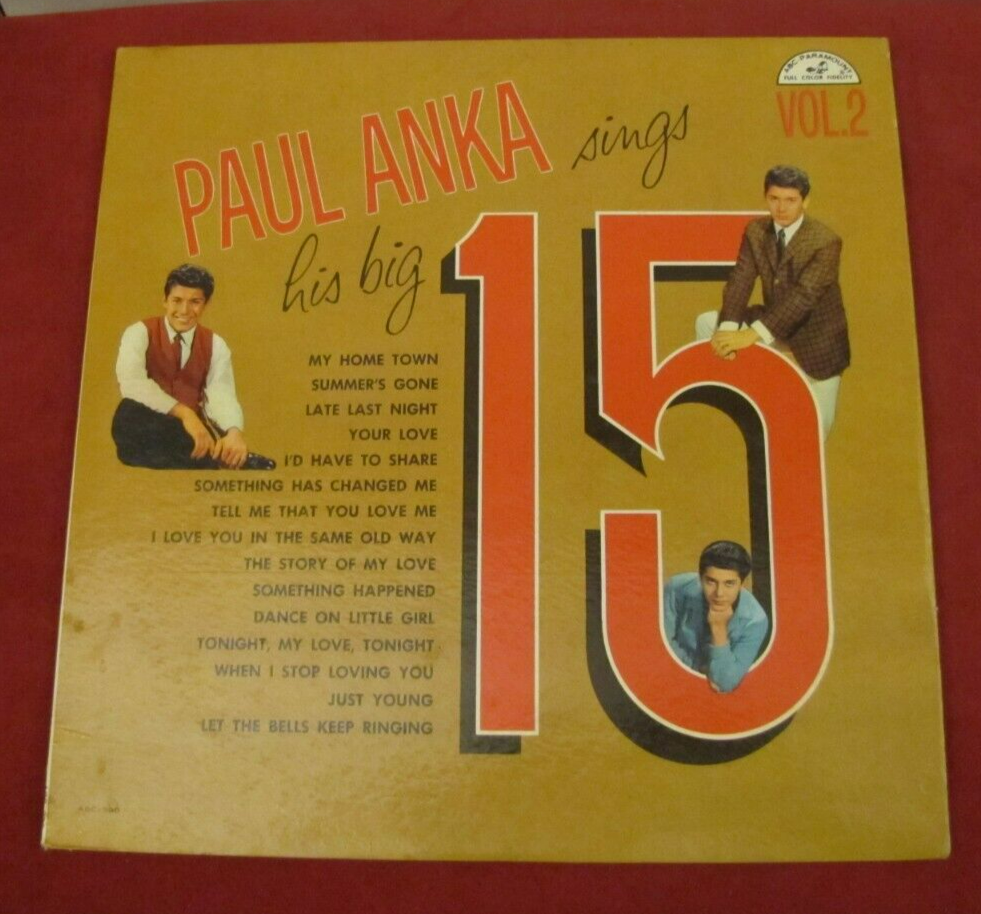 ABC-PARAMOUNT
FULL COLOR FIDELITY
VOL.2
PAUL ANKA sings
his big 15
MY HOME TOWN
SUMMER'S GONE
LATE LAST NIGHT
YOUR LOVE
I'D HAVE TO SHARE
SOMETHING HAS CHANGED ME
TELL ME THAT YOU LOVE ME
I LOVE YOU IN THE SAME OLD WAY
THE STORY OF MY LOVE
SOMETHING HAPPENED
DANCE ON LITTLE GIRL
TONIGHT, MY LOVE, TONIGHT
WHEN I STOP LOVING YOU
JUST YOUNG
LET THE BELLS KEEP RINGING